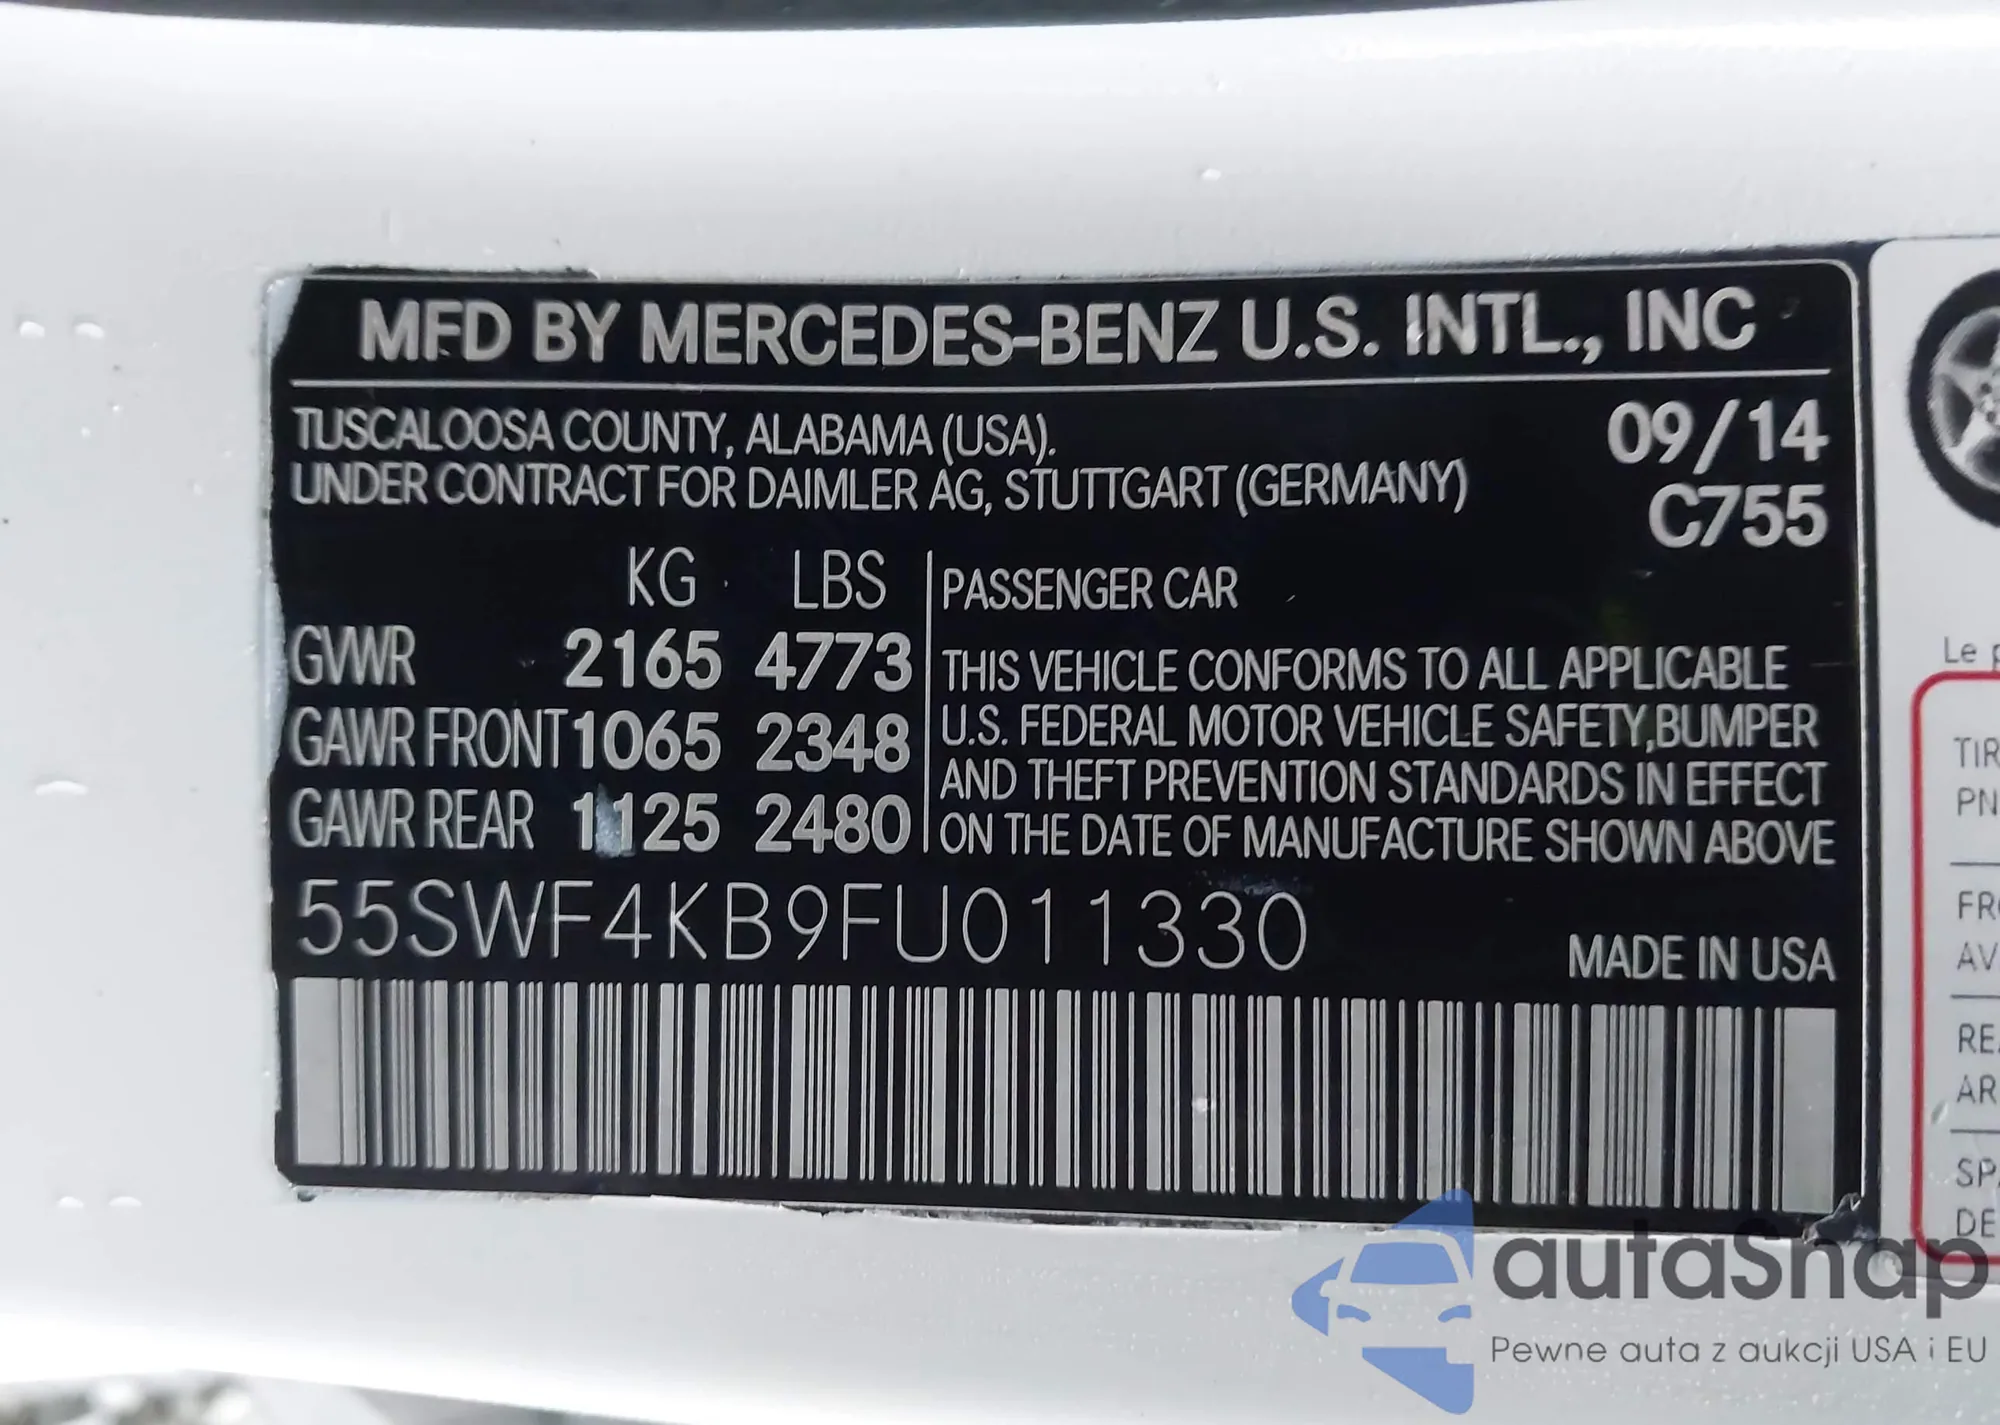 MFD BY MERCEDES-BENZ U.S. INTL., INC
TUSCALOOSA COUNTY, ALABAMA (USA).
UNDER CONTRACT FOR DAIMLER AG, STUTTGART (GERMANY)
09/14
C755
KG LBS
GVWR 2165 4773
GAWR FRONT 1065 2348
GAWR REAR 1125 2480
PASSENGER CAR
THIS VEHICLE CONFORMS TO ALL APPLICABLE
U.S. FEDERAL MOTOR VEHICLE SAFETY,BUMPER
AND THEFT PREVENTION STANDARDS IN EFFECT
ON THE DATE OF MANUFACTURE SHOWN ABOVE
55SWF4KB9FU011330
MADE IN USA
Le
autaSnap
Pewne auta z aukcji USA i EU